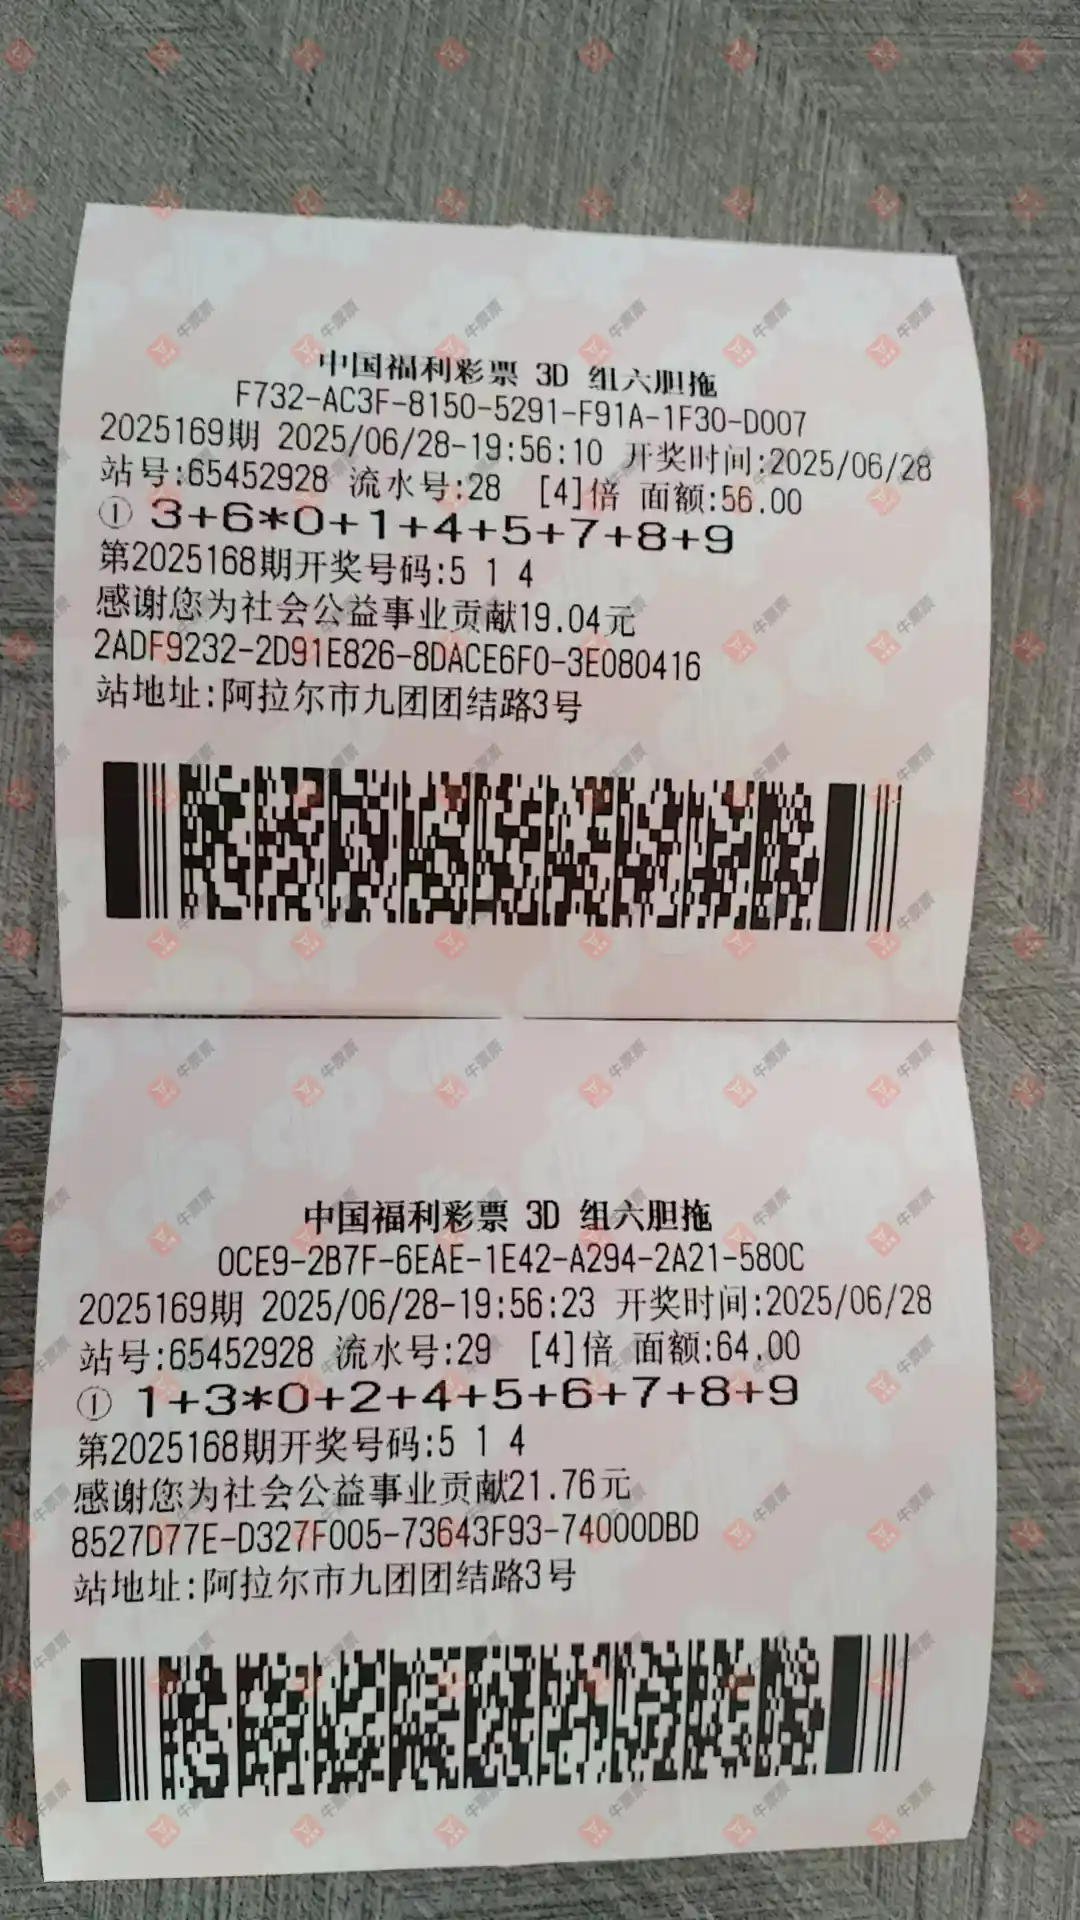 中国福利彩票 3D 组六胆拖
F732-AC3F-8150-5291-F91A-1F30-D007
2025169期 2025/06/28-19:56:10 开奖时间:2025/06/28
站号:65452928 流水号:28 [4]倍 面额:56.00
① 3+6*0+1+4+5+7+8+9
第2025168期开奖号码:5 1 4
感谢您为社会公益事业贡献19.04元
2ADF9232-2D91E826-8DACE6F0-3E080416
站地址:阿拉尔市九团团结路3号
中国福利彩票 3D 组六胆拖
0CE9-2B7F-6EAE-1E42-A294-2A21-580C
2025169期 2025/06/28-19:56:23 开奖时间:2025/06/28
站号:65452928 流水号:29 [4]倍 面额:64.00
① 1+3*0+2+4+5+6+7+8+9
第2025168期开奖号码:5 1 4
感谢您为社会公益事业贡献21.76元
8527D77E-D327F005-73643F93-74000DBD
站地址:阿拉尔市九团团结路3号
牛票票